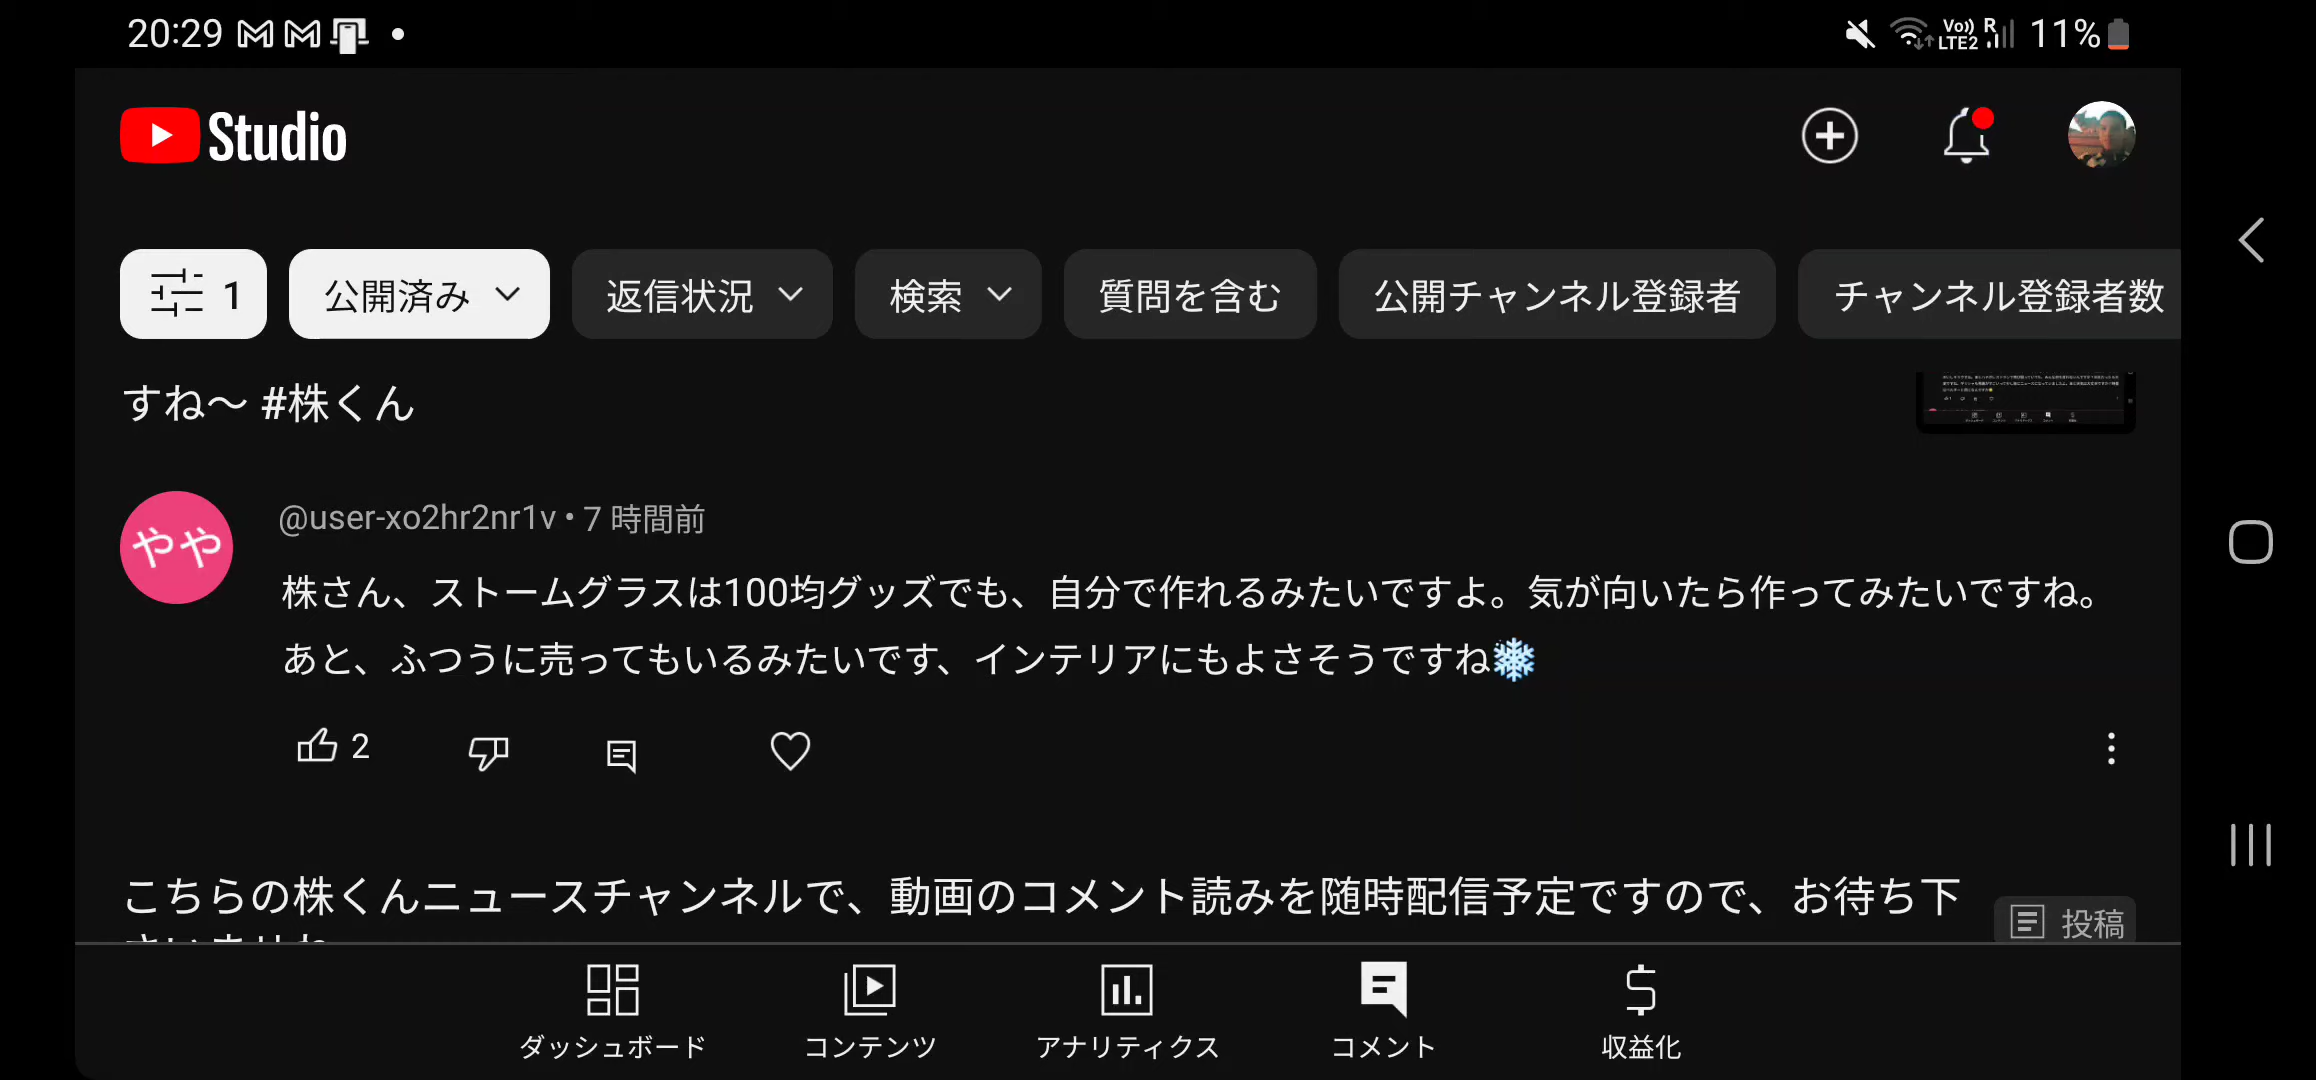 20:29
Vo)) R
LTE2
11%
Studio
1
公開済み
返信状況
検索
質問を含む
公開チャンネル登録者
チャンネル登録者数
すね〜 #株くん
やや
@user-xo2hr2nr1v • 7 時間前
株さん、ストームグラスは100均グッズでも、自分で作れるみたいですよ。気が向いたら作ってみたいですね。
あと、ふつうに売ってもいるみたいです、インテリアにもよさそうですね❄️
2
こちらの株くんニュースチャンネルで、動画のコメント読みを随時配信予定ですので、お待ち下
投稿
ダッシュボード
コンテンツ
アナリティクス
コメント
収益化